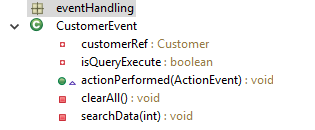 eventHandling
CustomerEvent
customerRef : Customer
isQueryExecute : boolean
actionPerformed(ActionEvent) : void
clearAll() : void
searchData(int) : void